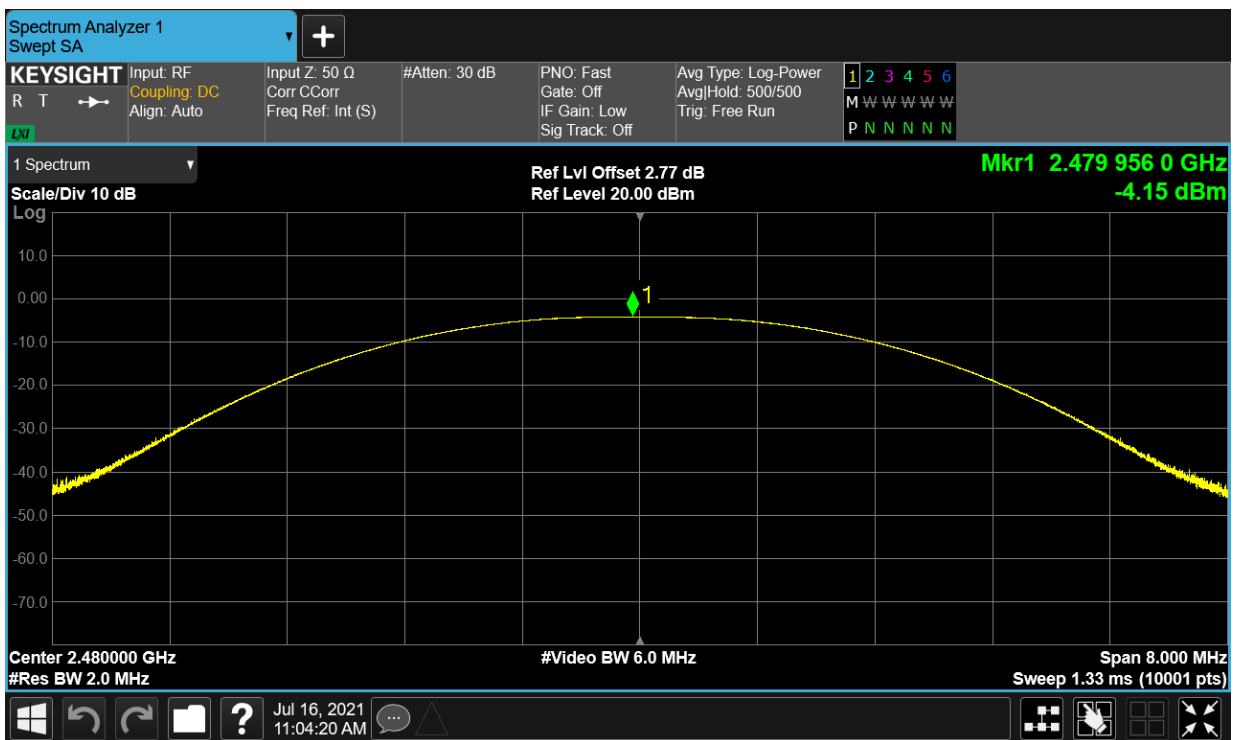 Spectrum Analyzer 1
Swept SA
KEYSIGHT
R T
LXI
Input: RF
Coupling: DC
Align: Auto
Input Z: 50 Ω
Corr CCorr
Freq Ref: Int (S)
#Atten: 30 dB
PNO: Fast
Gate: Off
IF Gain: Low
Sig Track: Off
Avg Type: Log-Power
Avg|Hold: 500/500
Trig: Free Run
1 2 3 4 5 6
M W W W W W
P N N N N N
1 Spectrum
Scale/Div 10 dB
Log
Ref Lvl Offset 2.77 dB
Ref Level 20.00 dBm
Mkr1 2.479 956 0 GHz
-4.15 dBm
10.0
0.00
1
-10.0
-20.0
-30.0
-40.0
-50.0
-60.0
-70.0
Center 2.480000 GHz
#Video BW 6.0 MHz
Span 8.000 MHz
#Res BW 2.0 MHz
Sweep 1.33 ms (10001 pts)
?
Jul 16, 2021
11:04:20 AM